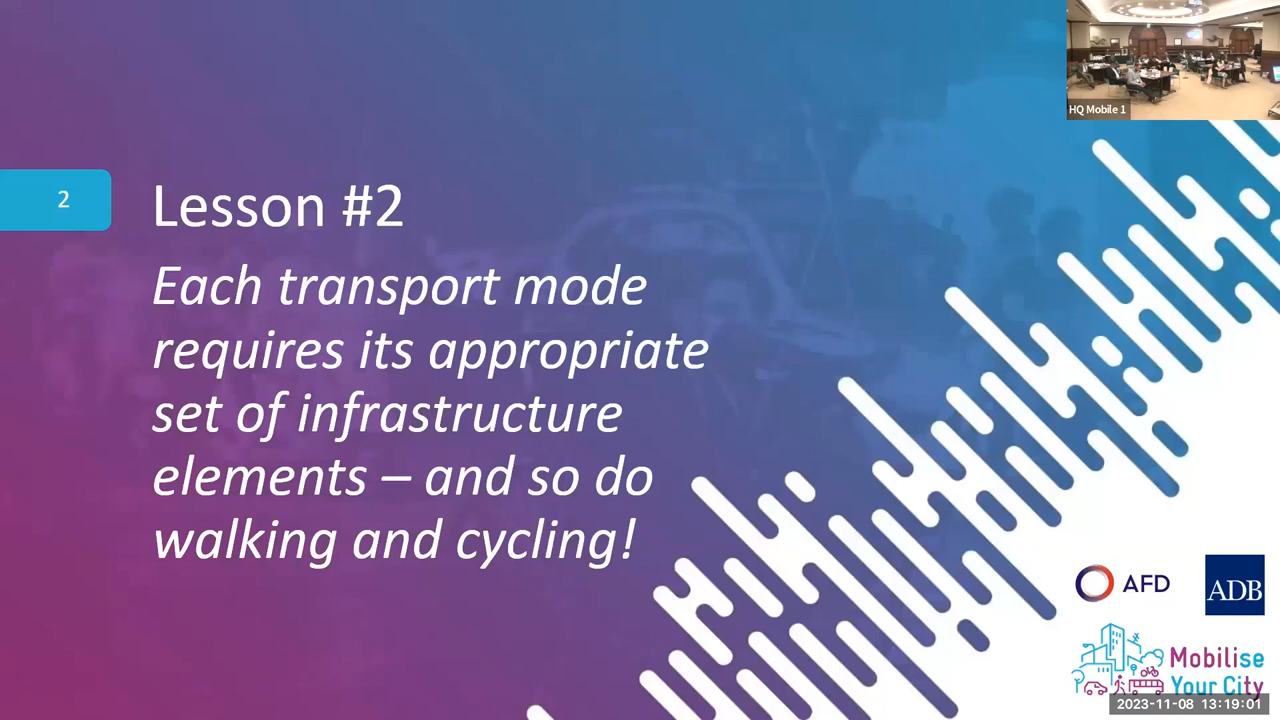 HQ Mobile 1
2
Lesson #2
Each transport mode
requires its appropriate
set of infrastructure
elements – and so do
walking and cycling!
AFD
ADB
Mobilise
Your City
2023-11-08 13:19:01